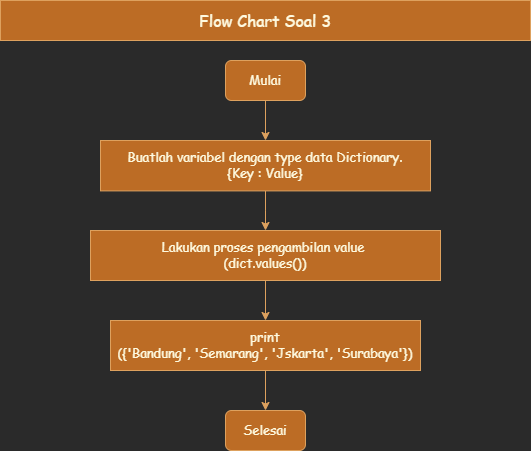 Flow Chart Soal 3
Mulai
Buatlah variabel dengan type data Dictionary.
{Key : Value}
Lakukan proses pengambilan value
(dict.values())
print
({'Bandung', 'Semarang', 'Jskarta', 'Surabaya'})
Selesai